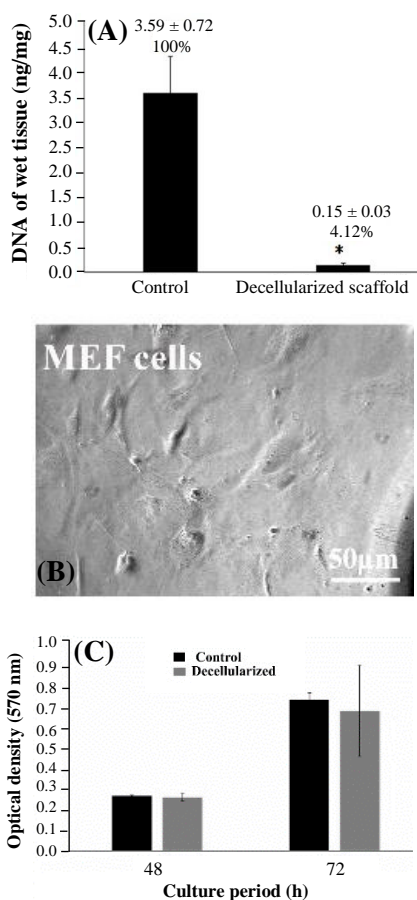 (A)
3.59 ± 0.72
100%
0.15 ± 0.03
4.12%
*
DNA of wet tissue (ng/mg)
5.0
4.5
4.0
3.5
3.0
2.5
2.0
1.5
1.0
0.5
0.0
Control
Decellularized scaffold
MEF cells
(B)
50µm
(C)
Control
Decellularized
Optical density (570 nm)
1.0
0.9
0.8
0.7
0.6
0.5
0.4
0.3
0.2
0.1
0.0
48
72
Culture period (h)